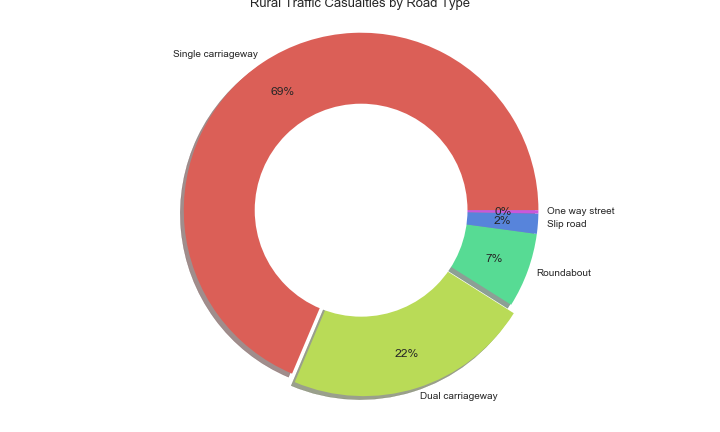 Rural Traffic Casualties by Road Type
Single carriageway
69%
0%
One way street
2%
Slip road
7%
Roundabout
22%
Dual carriageway